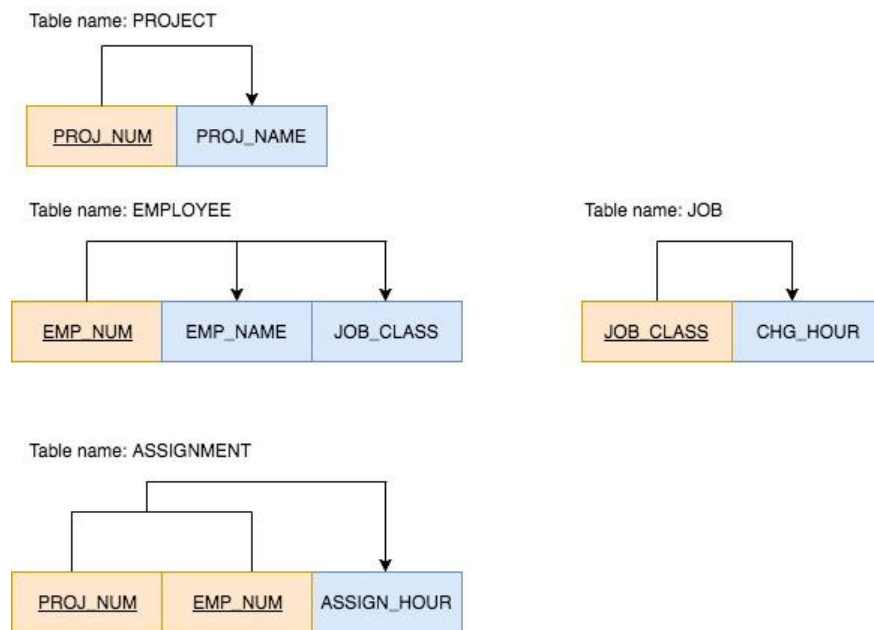 Table name: PROJECT
PROJ_NUM PROJ_NAME
Table name: EMPLOYEE
EMP_NUM EMP_NAME JOB_CLASS
Table name: JOB
JOB_CLASS CHG_HOUR
Table name: ASSIGNMENT
PROJ_NUM EMP_NUM ASSIGN_HOUR